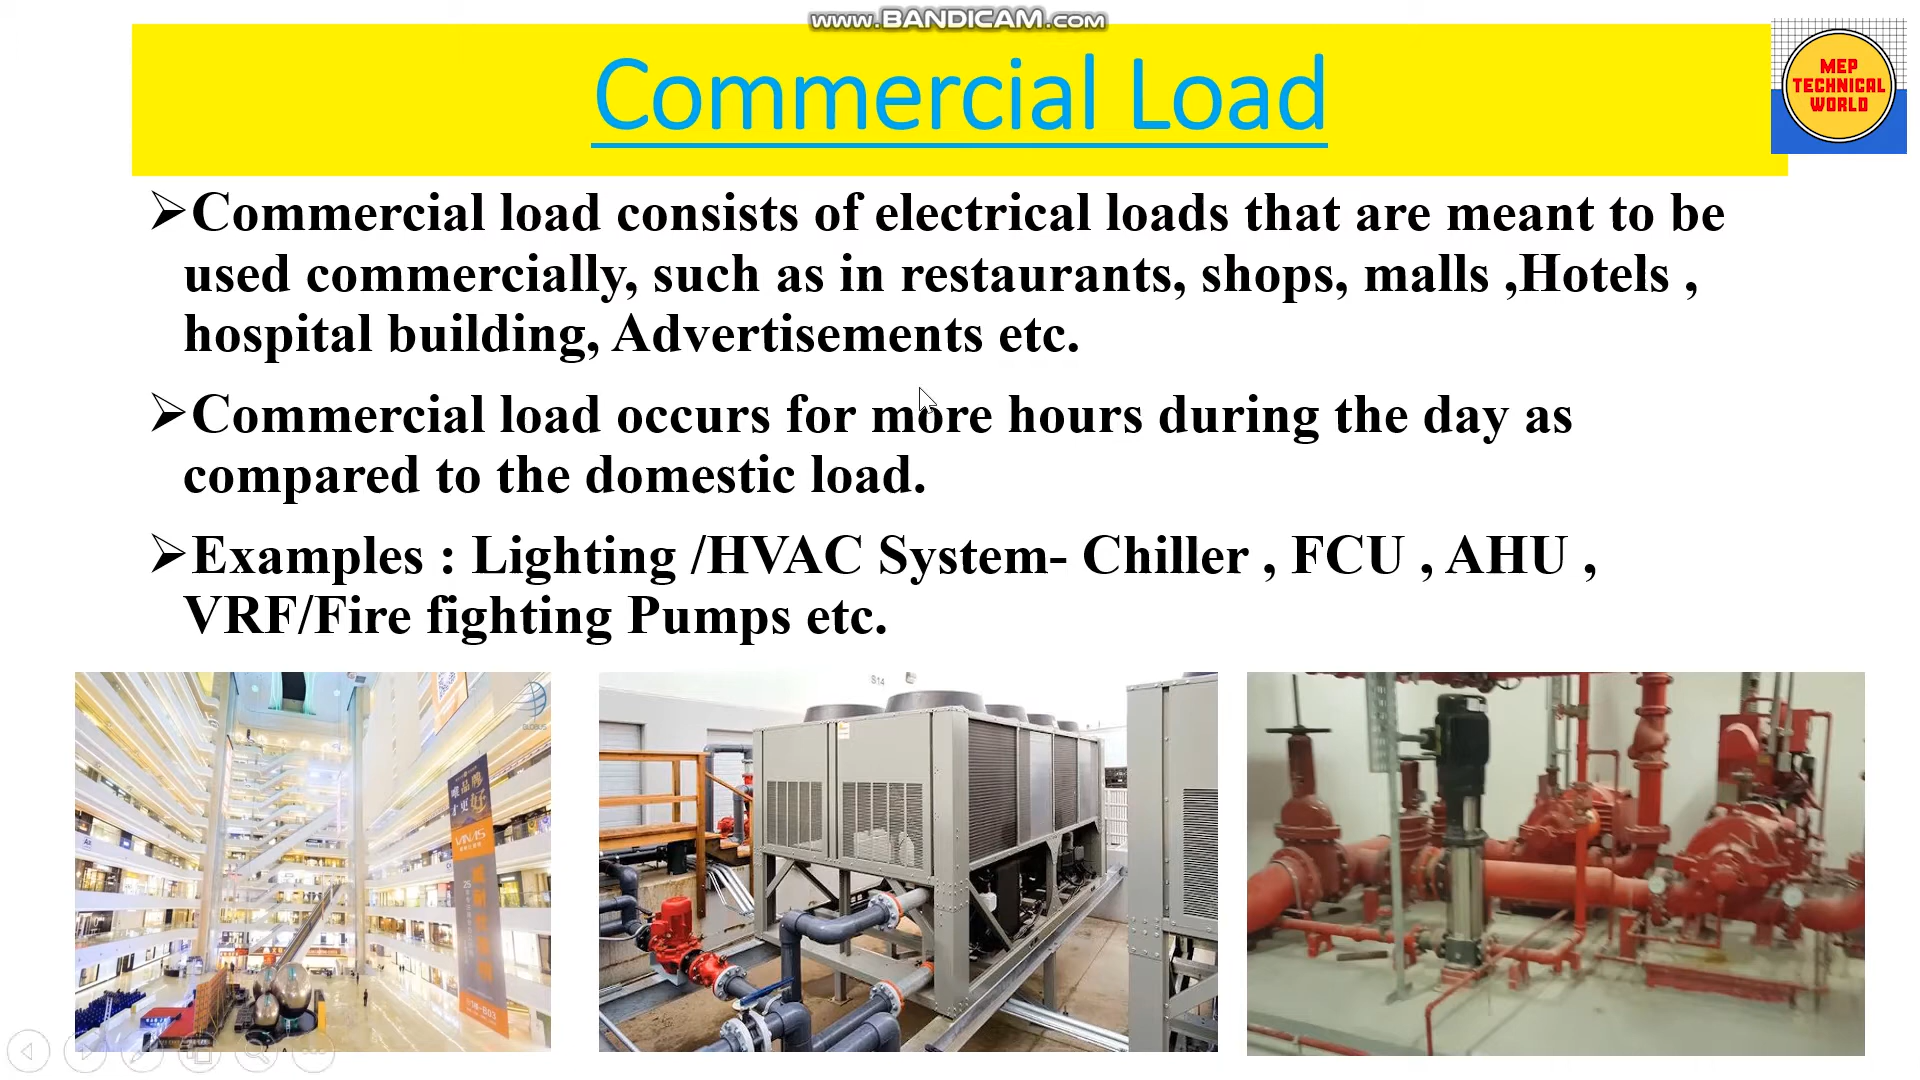 www.BANDICAM.com
Commercial Load
MEP
TECHNICAL
WORLD
➢Commercial load consists of electrical loads that are meant to be
used commercially, such as in restaurants, shops, malls ,Hotels ,
hospital building, Advertisements etc.
➢Commercial load occurs for more hours during the day as
compared to the domestic load.
➢Examples : Lighting /HVAC System- Chiller , FCU , AHU ,
VRF/Fire fighting Pumps etc.
GLOBUS
S14